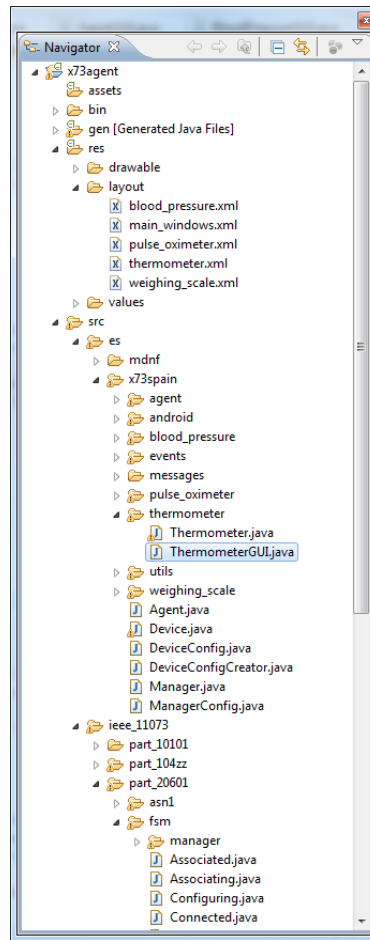 Navigator
x73agent
assets
bin
gen [Generated Java Files]
res
drawable
layout
blood_pressure.xml
main_windows.xml
pulse_oximeter.xml
thermometer.xml
weighing_scale.xml
values
src
es
mdnf
x73spain
agent
android
blood_pressure
events
messages
pulse_oximeter
thermometer
Thermometer.java
ThermometerGUI.java
utils
weighing_scale
Agent.java
Device.java
DeviceConfig.java
DeviceConfigCreator.java
Manager.java
ManagerConfig.java
ieee_11073
part_10101
part_104zz
part_20601
asn1
fsm
manager
Associated.java
Associating.java
Configuring.java
Connected.java